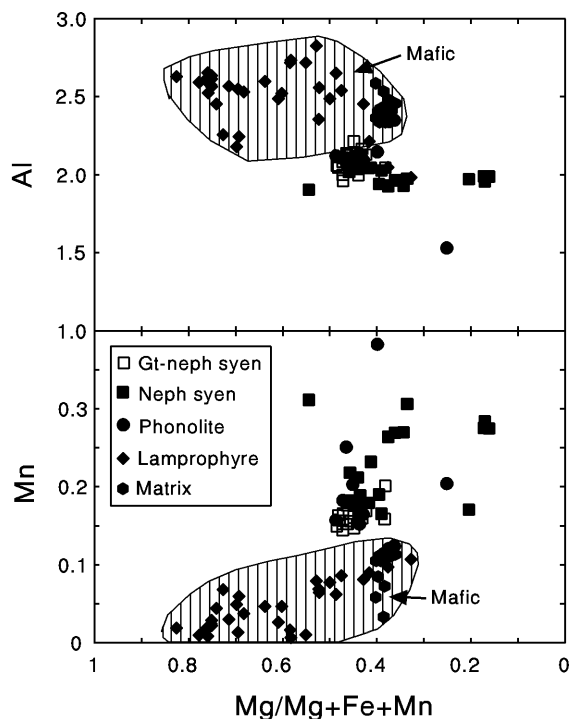 3.0
Mafic
2.5
Al
2.0
1.5
1.0
Gt-neph syen
Neph syen
0.3
Phonolite
Lamprophyre
Matrix
Mn
0.2
0.1
Mafic
0
1
0.8
0.6
0.4
0.2
0
Mg/Mg+Fe+Mn